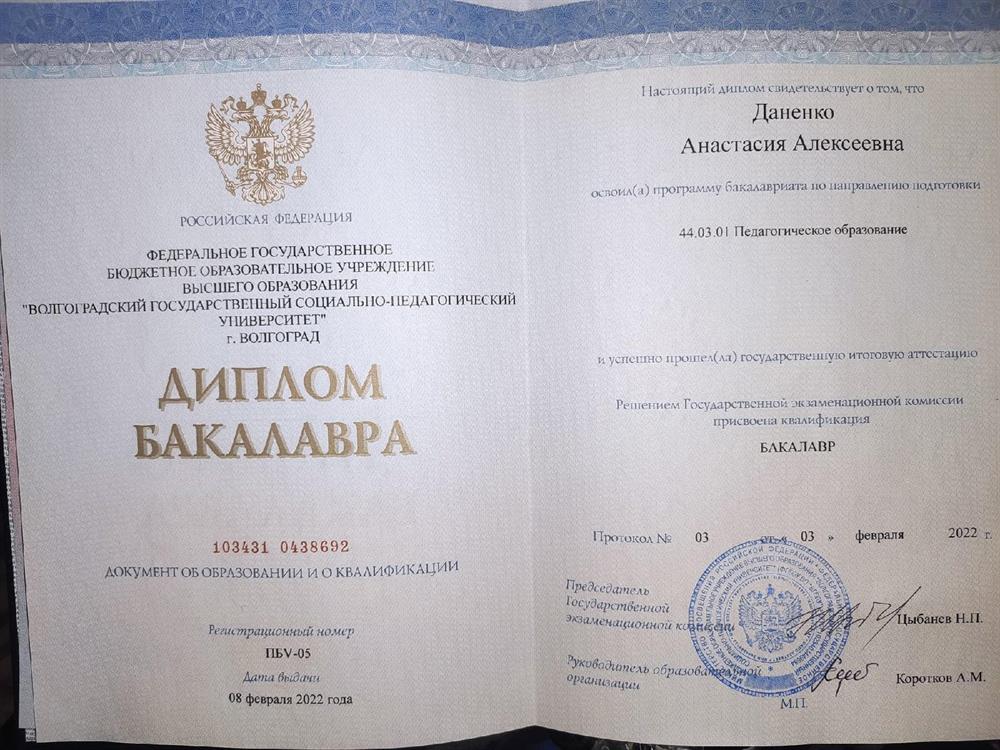 РОССИЙСКАЯ ФЕДЕРАЦИЯ
ФЕДЕРАЛЬНОЕ ГОСУДАРСТВЕННОЕ
БЮДЖЕТНОЕ ОБРАЗОВАТЕЛЬНОЕ УЧРЕЖДЕНИЕ
ВЫСШЕГО ОБРАЗОВАНИЯ
"ВОЛГОГРАДСКИЙ ГОСУДАРСТВЕННЫЙ СОЦИАЛЬНО-ПЕДАГОГИЧЕСКИЙ
УНИВЕРСИТЕТ"
г. ВОЛГОГРАД
ДИПЛОМ
БАКАЛАВРА
103431 0438692
ДОКУМЕНТ ОБ ОБРАЗОВАНИИ И О КВАЛИФИКАЦИИ
Регистрационный номер
ПБV-05
Дата выдачи
08 февраля 2022 года
Настоящий диплом свидетельствует о том, что
Даненко
Анастасия Алексеевна
освоил(а) программу бакалавриата по направлению подготовки
44.03.01 Педагогическое образование
и успешно прошел(ла) государственную итоговую аттестацию
Решением Государственной экзаменационной комиссии
присвоена квалификация
БАКАЛАВР
Протокол № 03 от « 03 » февраля 2022 г.
Председатель
Государственной
экзаменационной комиссии Цыбанев Н.П.
Руководитель образовательной
организации Коротков А.М.
М.П.